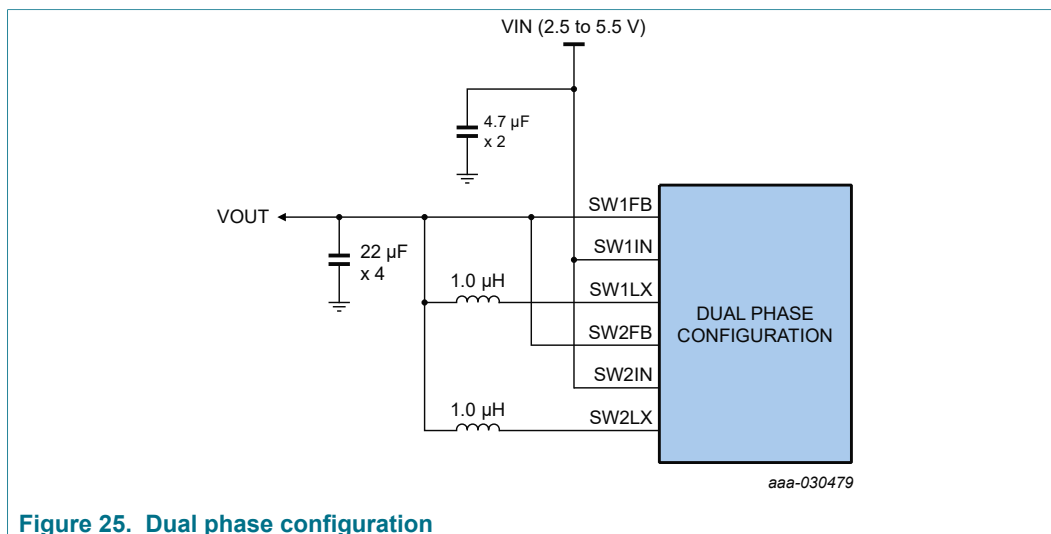 VIN (2.5 to 5.5 V)
4.7 µF
x 2
VOUT
22 µF
x 4
1.0 µH
1.0 µH
SW1FB
SW1IN
SW1LX
SW2FB
SW2IN
SW2LX
DUAL PHASE
CONFIGURATION
aaa-030479
Figure 25. Dual phase configuration